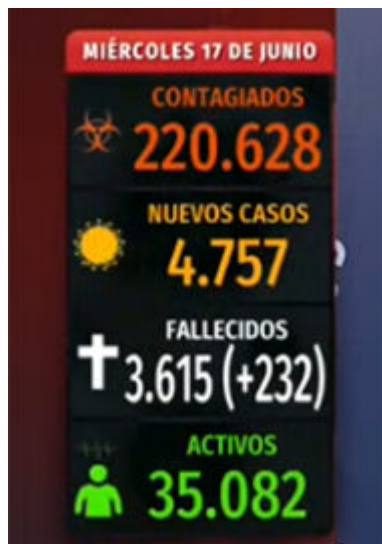 MIÉRCOLES 17 DE JUNIO
CONTAGIADOS
220.628
NUEVOS CASOS
4.757
FALLECIDOS
3.615 (+232)
ACTIVOS
35.082